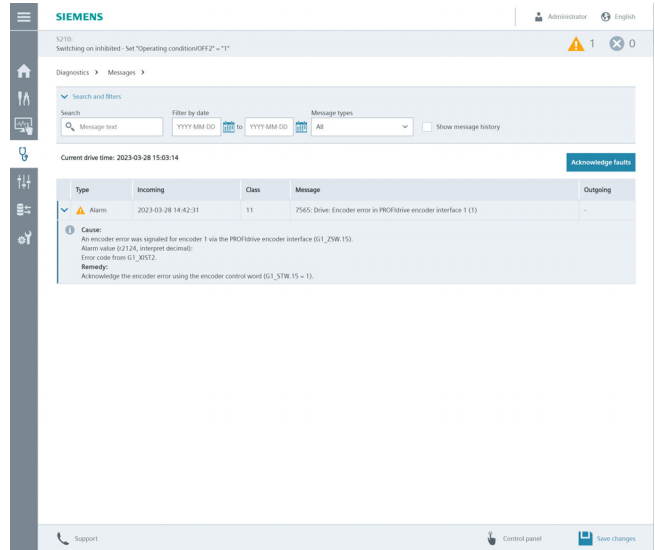 SIEMENS
Administrator
English
S210:
Switching on inhibited - Set "Operating condition/OFF2" = "1"
1
0
Diagnostics > Messages >
Search and filters
Search
Filter by date
Message types
Message text
YYYY-MM-DD
to
YYYY-MM-DD
All
Show message history
Current drive time: 2023-03-28 15:03:14
Acknowledge faults
Type Incoming Class Message Outgoing
Alarm 2023-03-28 14:42:31 11 7565: Drive: Encoder error in PROFIdrive encoder interface 1 (1) -
Cause:
An encoder error was signaled for encoder 1 via the PROFIdrive encoder interface (G1_ZSW.15).
Alarm value (r2124, interpret decimal):
Error code from G1_XIST2.
Remedy:
Acknowledge the encoder error using the encoder control word (G1_STW.15 = 1).
Support
Control panel
Save changes